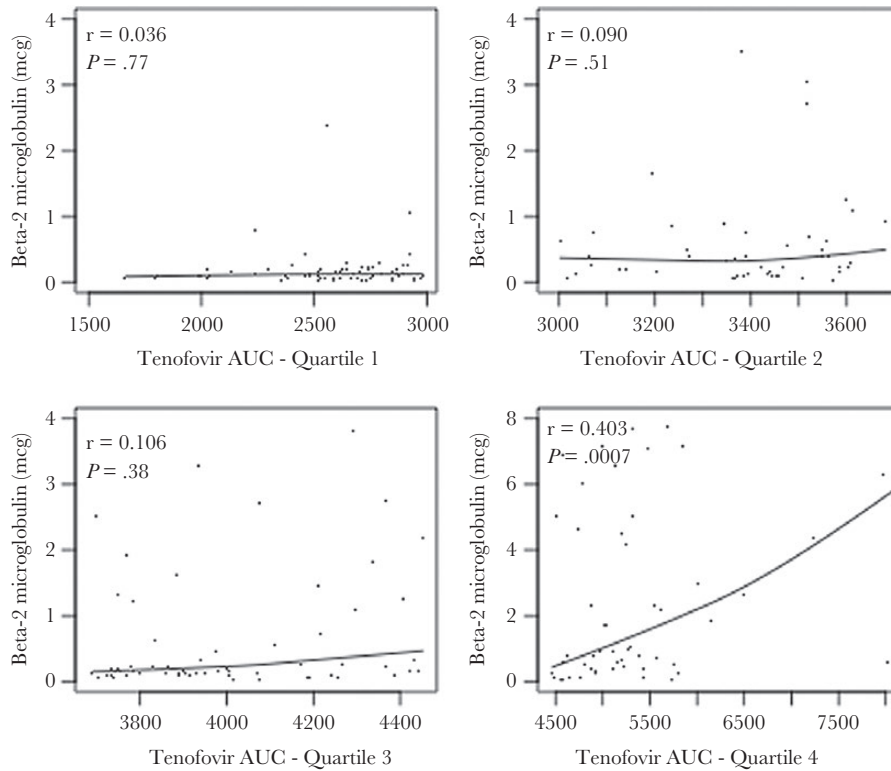 r = 0.036
P = .77
Beta-2 microglobulin (mcg)
4
3
2
1
0
1500 2000 2500 3000
Tenofovir AUC - Quartile 1
r = 0.090
P = .51
Beta-2 microglobulin (mcg)
4
3
2
1
0
3000 3200 3400 3600
Tenofovir AUC - Quartile 2
r = 0.106
P = .38
Beta-2 microglobulin (mcg)
4
3
2
1
0
3800 4000 4200 4400
Tenofovir AUC - Quartile 3
r = 0.403
P = .0007
Beta-2 microglobulin (mcg)
8
6
4
2
0
4500 5500 6500 7500
Tenofovir AUC - Quartile 4